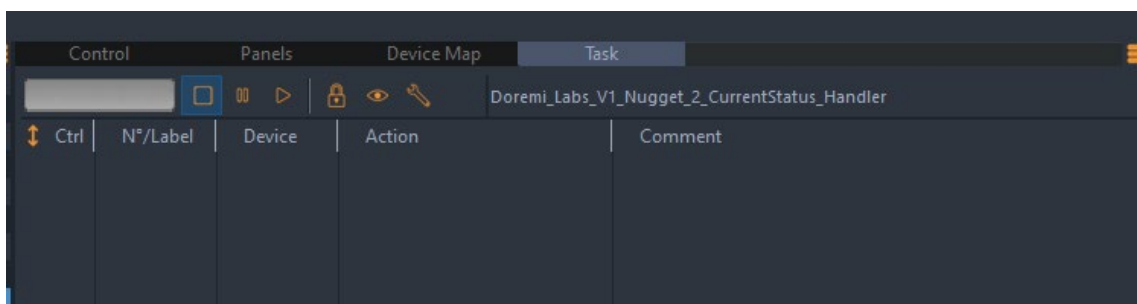 Control Panels Device Map Task
Doremi_Labs_V1_Nugget_2_CurrentStatus_Handler
Ctrl N°/Label Device Action Comment